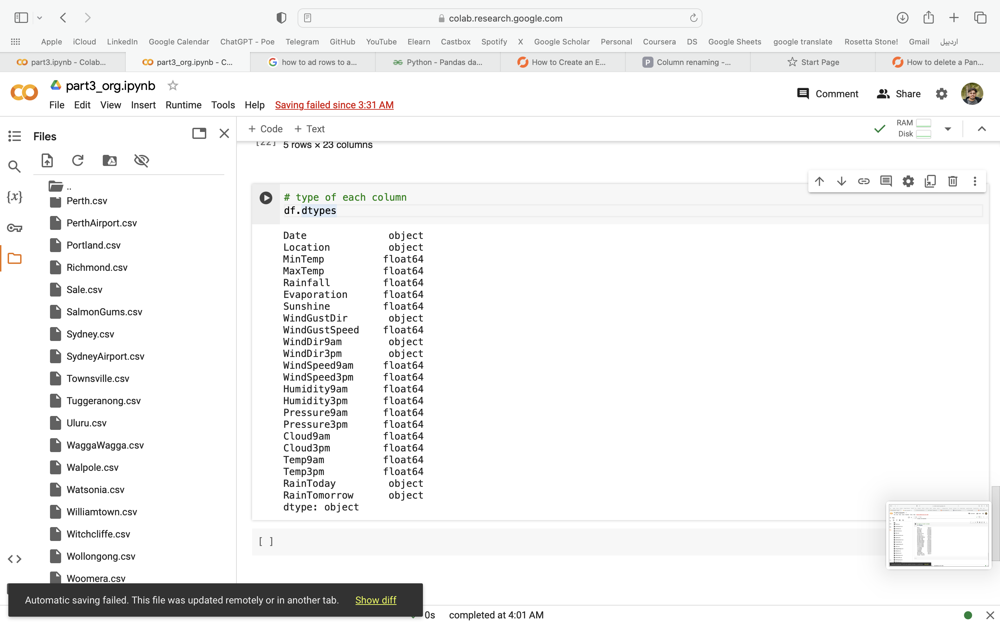 colab.research.google.com
Apple iCloud LinkedIn Google Calendar ChatGPT - Poe Telegram GitHub YouTube Elearn Castbox Spotify X Google Scholar Personal Coursera DS Google Sheets google translate Rosetta Stone! Gmail اردبیل
part3.ipynb - Colab... part3_org.ipynb - C... how to ad rows to a... Python - Pandas da... How to Create an E... P Column renaming -... Start Page How to delete a Pan...
part3_org.ipynb
Comment Share
File Edit View Insert Runtime Tools Help Saving failed since 3:31 AM
Files
+ Code + Text
RAM
Disk
[22] 5 rows × 23 columns
..
Perth.csv
PerthAirport.csv
Portland.csv
Richmond.csv
Sale.csv
SalmonGums.csv
Sydney.csv
SydneyAirport.csv
Townsville.csv
Tuggeranong.csv
Uluru.csv
WaggaWagga.csv
Walpole.csv
Watsonia.csv
Williamtown.csv
Witchcliffe.csv
Wollongong.csv
Woomera.csv
{x}
<>
# type of each column
df.dtypes
Date object
Location object
MinTemp float64
MaxTemp float64
Rainfall float64
Evaporation float64
Sunshine float64
WindGustDir object
WindGustSpeed float64
WindDir9am object
WindDir3pm object
WindSpeed9am float64
WindSpeed3pm float64
Humidity9am float64
Humidity3pm float64
Pressure9am float64
Pressure3pm float64
Cloud9am float64
Cloud3pm float64
Temp9am float64
Temp3pm float64
RainToday object
RainTomorrow object
dtype: object
[ ]
Automatic saving failed. This file was updated remotely or in another tab. Show diff
0s completed at 4:01 AM